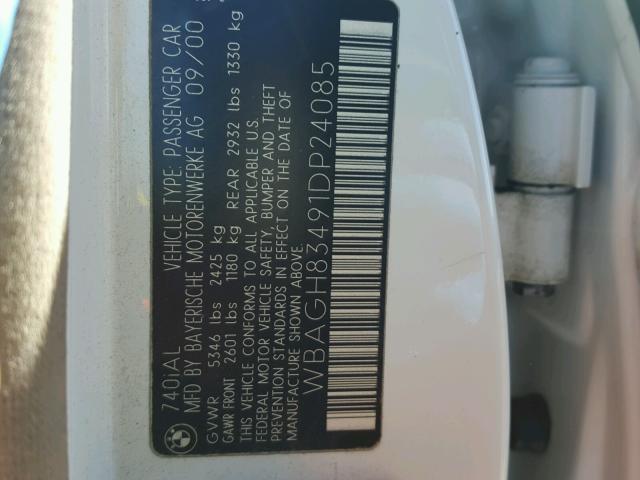 740iAL VEHICLE TYPE: PASSENGER CAR
MFD BY BAYERISCHE MOTORENWERKE AG 09/00
GVWR 5346 lbs 2425 kg
GAWR FRONT 2601 lbs 1180 kg REAR 2932 lbs 1330 kg
THIS VEHICLE CONFORMS TO ALL APPLICABLE U.S.
FEDERAL MOTOR VEHICLE SAFETY, BUMPER AND THEFT
PREVENTION STANDARDS IN EFFECT ON THE DATE OF
MANUFACTURE SHOWN ABOVE.
WBAGH83491DP24085